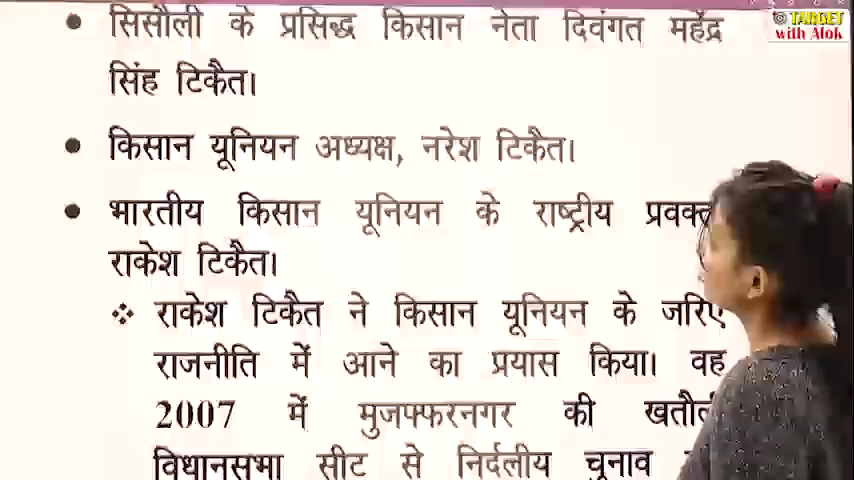 सिसौली के प्रसिद्ध किसान नेता दिवंगत महेंद्र
सिंह टिकैत।
किसान यूनियन अध्यक्ष, नरेश टिकैत।
भारतीय किसान यूनियन के राष्ट्रीय
राकेश टिकैत।
राकेश टिकैत ने किसान यूनियन के जरिए
राजनीति में आने का प्रयास किया। वह
2007 में मुजफ्फरनगर की
विधानसभा सीट से निर्दलीय चुनाव
TARGET
with Alok